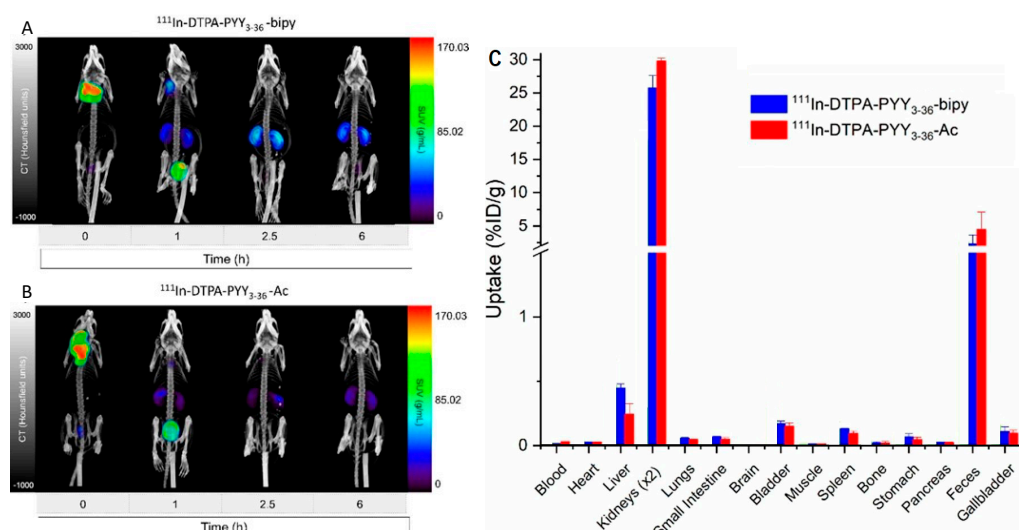 A
¹¹¹In-DTPA-PYY₃₋₃₆-bipy
3000
CT (Hounsfield units)
-1000
170.03
85.02
0
SUV (g/mL)
0 1 2.5 6
Time (h)
B
¹¹¹In-DTPA-PYY₃₋₃₆-Ac
3000
CT (Hounsfield units)
-1000
170.03
85.02
0
SUV (g/mL)
0 1 2.5 6
Time (h)
C
Uptake (%ID/g)
30
25
20
15
10
5
1
0
¹¹¹In-DTPA-PYY₃₋₃₆-bipy
¹¹¹In-DTPA-PYY₃₋₃₆-Ac
Blood
Heart
Liver
Kidneys (x2)
Lungs
Small Intestine
Brain
Bladder
Muscle
Spleen
Bone
Stomach
Pancreas
Feces
Gallbladder